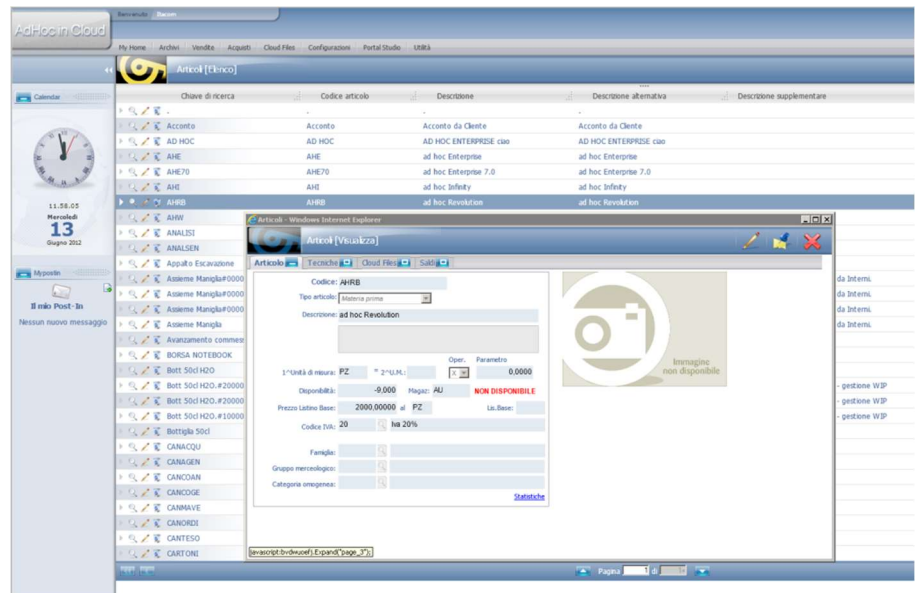 Benvenuto
AdHoc in Cloud
My Home Archivi Vendite Acquisti Cloud Files Configurazioni Portal Studio Utilità
Articoli [Elenco]
Calendar
Chiave di ricerca Codice articolo Descrizione Descrizione alternativa Descrizione supplementare
. . . .
Acconto Acconto Acconto da Cliente Acconto da Cliente
AD HOC AD HOC AD HOC ENTERPRISE ciao AD HOC ENTERPRISE ciao
AHE AHE ad hoc Enterprise ad hoc Enterprise
AHE70 AHE70 ad hoc Enterprise 7.0 ad hoc Enterprise 7.0
AHI AHI ad hoc Infinity ad hoc Infinity
AHRB AHRB ad hoc Revolution ad hoc Revolution
11.58.05
Mercoledì
13
Giugno 2012
Mypostin
Il mio Post-In
Nessun nuovo messaggio
AHW
ANALISI
ANALSEN
Appalto Escavazione
Assieme Maniglia#0000 da Interni.
Assieme Maniglia#0000 da Interni.
Assieme Maniglia#0000 da Interni.
Assieme Maniglia da Interni.
Avanzamento commess
BORSA NOTEBOOK
Bott 50cl H2O
Bott 50cl H2O.#20000 - gestione WIP
Bott 50cl H2O.#20000 - gestione WIP
Bott 50cl H2O.#10000 - gestione WIP
Bottiglia 50cl
CANACQU
CANAGEN
CANCOAN
CANCOGE
CANMAVE
CANORDI
CANTESO
CARTONI
Articoli - Windows Internet Explorer
Articoli [Visualizza]
Articolo Tecniche Cloud Files Saldi
Codice: AHRB
Tipo articolo: Materia prima
Descrizione: ad hoc Revolution
Oper. Parametro
1^Unità di misura: PZ 2^U.M.: X 0,0000
Disponibilità: -9,000 Magaz: AU NON DISPONIBILE
Prezzo Listino Base: 2000,00000 al PZ Lis.Base:
Codice IVA: 20 Iva 20%
Famiglia:
Gruppo merceologico:
Categoria omogenea:
Statistiche
Immagine
non disponibile
Pagina 1 di